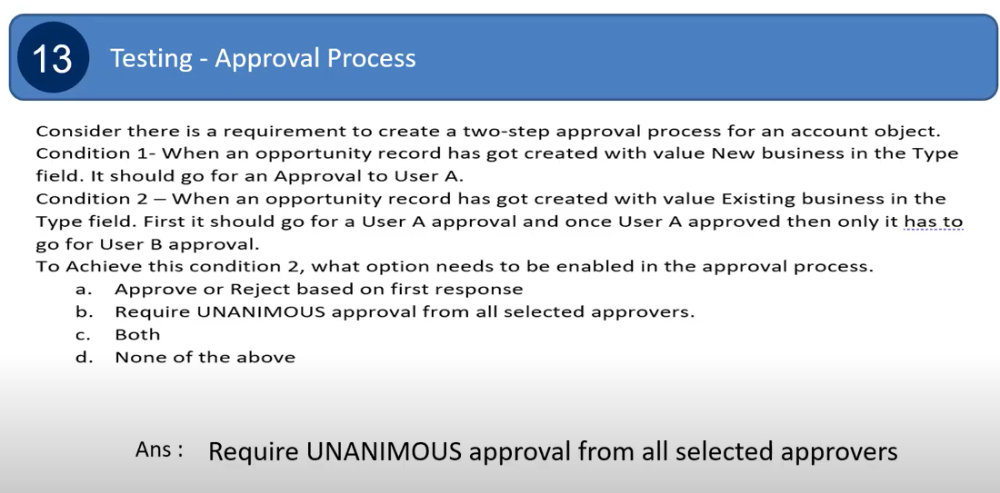 13
Testing - Approval Process
Consider there is a requirement to create a two-step approval process for an account object.
Condition 1- When an opportunity record has got created with value New business in the Type
field. It should go for an Approval to User A.
Condition 2 – When an opportunity record has got created with value Existing business in the
Type field. First it should go for a User A approval and once User A approved then only it has to
go for User B approval.
To Achieve this condition 2, what option needs to be enabled in the approval process.
a. Approve or Reject based on first response
b. Require UNANIMOUS approval from all selected approvers.
c. Both
d. None of the above
Ans : Require UNANIMOUS approval from all selected approvers